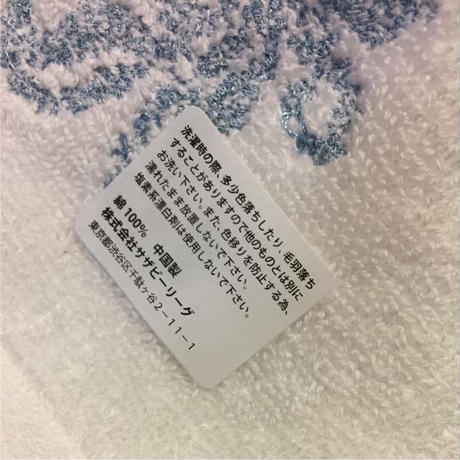 洗濯時の際、多少色落ちしたり、毛羽落ち
することがありますので他のものとは別に
お洗い下さい。また、色移りを防止する為、
濡れたまま放置しないで下さい。
塩素系漂白剤は使用しないで下さい。
綿 100% 中国製
株式会社サザビーリーグ
東京都渋谷区千駄ヶ谷2-11-1